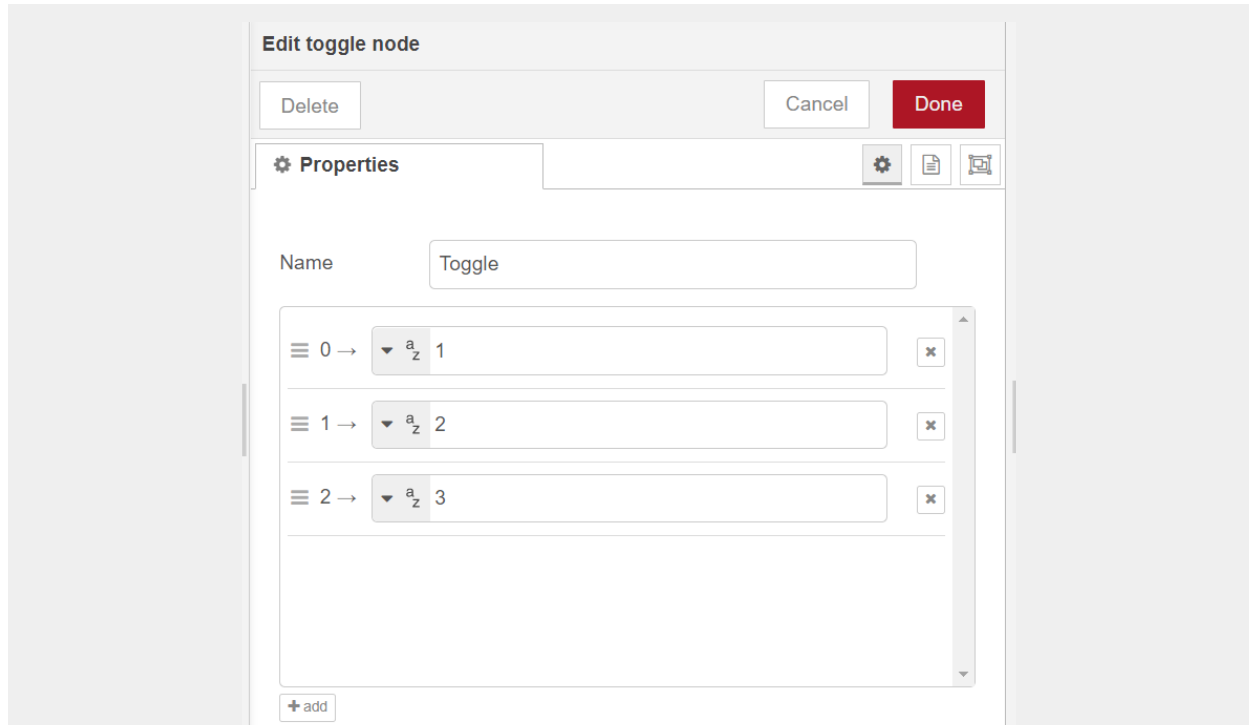 Edit toggle node
Delete Cancel Done
Properties
Name Toggle
0 → a z 1
1 → a z 2
2 → a z 3
+ add